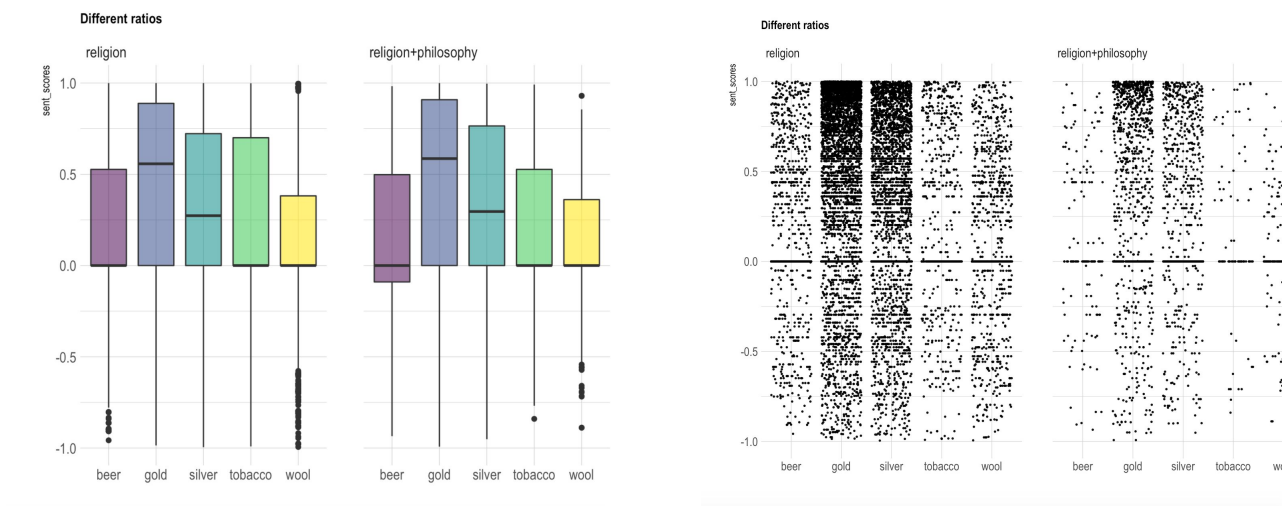 Different ratios
religion
religion+philosophy
sent_scores
1.0
0.5
0.0
-0.5
-1.0
beer gold silver tobacco wool
beer gold silver tobacco wool
Different ratios
religion
religion+philosophy
sent_scores
1.0
0.5
0.0
-0.5
-1.0
beer gold silver tobacco wool
beer gold silver tobacco